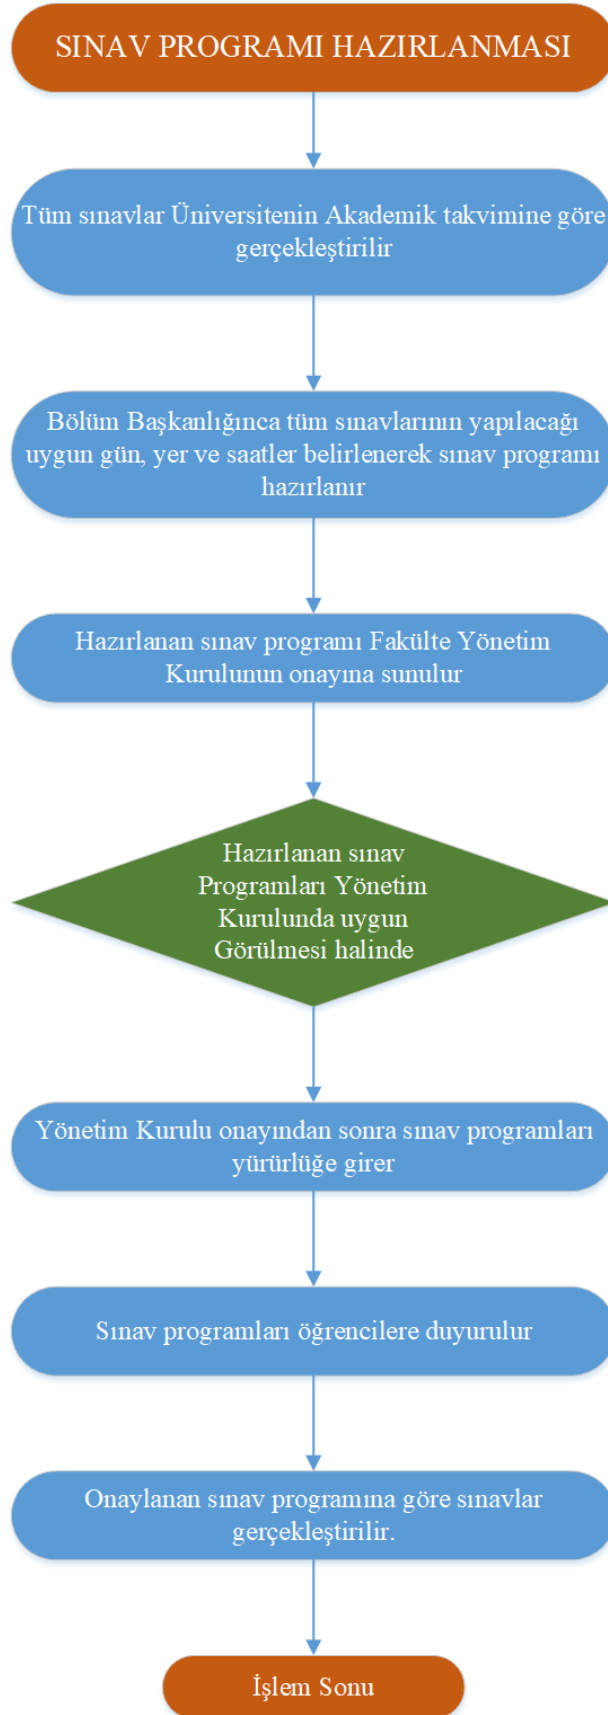 SINAV PROGRAMI HAZIRLANMASI
Tüm sınavlar Üniversitenin Akademik takvimine göre
gerçekleştirilir
Bölüm Başkanlığınca tüm sınavlarının yapılacağı
uygun gün, yer ve saatler belirlenerek sınav programı
hazırlanır
Hazırlanan sınav programı Fakülte Yönetim
Kurulunun onayına sunulur
Hazırlanan sınav
Programları Yönetim
Kurulunda uygun
Görülmesi halinde
Yönetim Kurulu onayından sonra sınav programları
yürürlüğe girer
Sınav programları öğrencilere duyurulur
Onaylanan sınav programına göre sınavlar
gerçekleştirilir.
İşlem Sonu